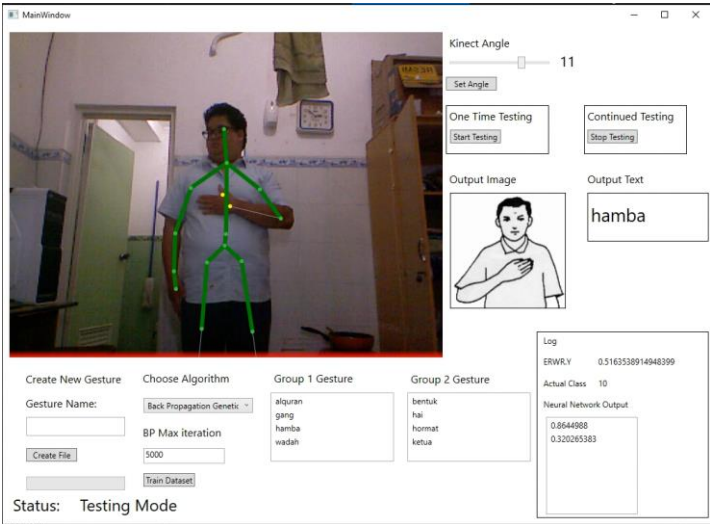 MainWindow
Kinect Angle
11
Set Angle
One Time Testing
Start Testing
Continued Testing
Stop Testing
Output Image
Output Text
hamba
Log
ERWR.Y 0.5163538914948399
Actual Class 10
Neural Network Output
0.8644988
0.320265383
Create New Gesture
Gesture Name:
Create File
Choose Algorithm
Back Propagation Genetic
BP Max iteration
5000
Train Dataset
Group 1 Gesture
alquran
gang
hamba
wadah
Group 2 Gesture
bentuk
hai
hormat
ketua
Status: Testing Mode